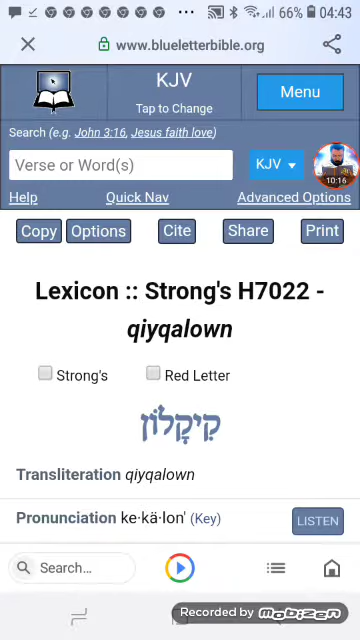 66% 04:43
www.blueletterbible.org
KJV
Tap to Change
Menu
Search (e.g. John 3:16, Jesus faith love)
Verse or Word(s)
KJV
10:16
Help Quick Nav Advanced Options
Copy Options Cite Share Print
Lexicon :: Strong's H7022 -
qiyqalown
Strong's Red Letter
קִיקָלוֹן
Transliteration qiyqalown
Pronunciation ke·kä·lon' (Key)
LISTEN
Search...
Recorded by mobizen